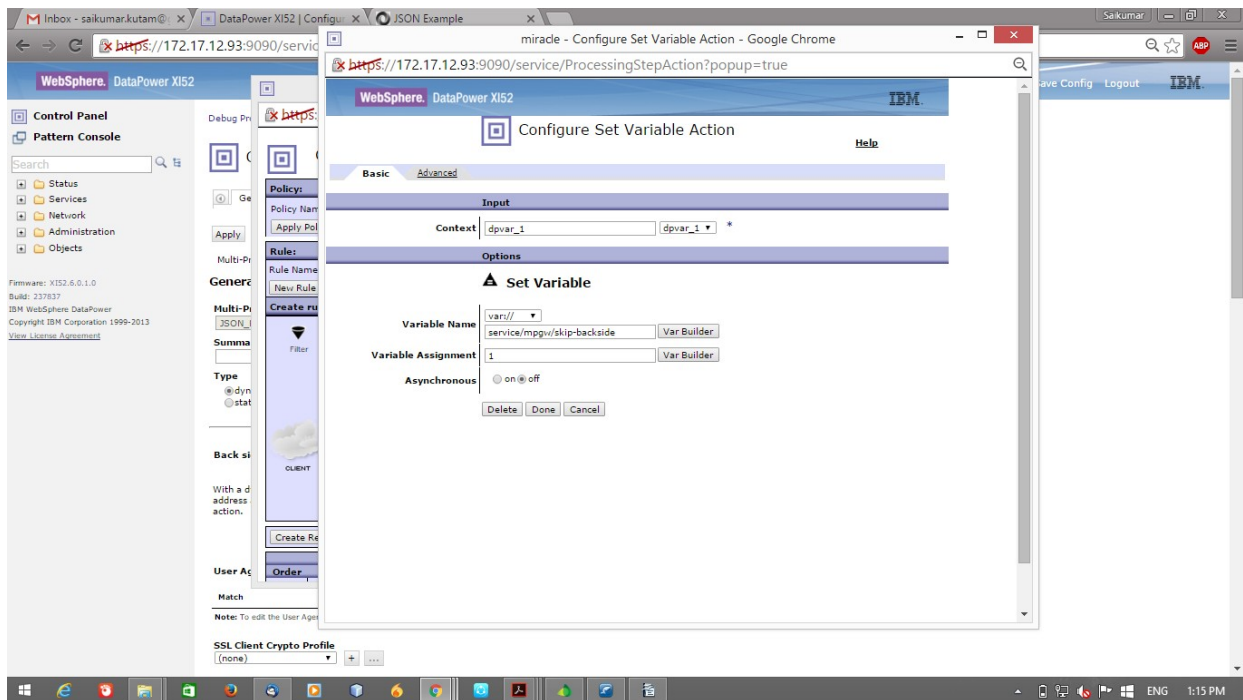 Inbox - saikumar.kutam@
DataPower XI52 | Configur
JSON Example
Saikumar
https://172.17.12.93:9090/servic
ABP
miracle - Configure Set Variable Action - Google Chrome
https://172.17.12.93:9090/service/ProcessingStepAction?popup=true
WebSphere. DataPower XI52
Save Config Logout IBM.
Control Panel
Pattern Console
Search
Status
Services
Network
Administration
Objects
Firmware: XI52.6.0.1.0
Build: 237837
IBM WebSphere DataPower
Copyright IBM Corporation 1999-2013
View License Agreement
Debug Pr
Ge
Apply
Multi-Pr
Genera
Multi-Pr
JSON_
Summa
Type
dyn
stat
Back si
With a d
address
action.
User Ag
Match
Note: To edit the User Agen
SSL Client Crypto Profile
(none)
+ ...
https:
Policy:
Policy Nam
Apply Pol
Rule:
Rule Name
New Rule
Create ru
Filter
CLIENT
Create Re
Order
WebSphere. DataPower XI52
IBM.
Configure Set Variable Action
Help
Basic Advanced
Input
Context dpvar_1 dpvar_1 *
Options
Set Variable
var://
Variable Name service/mpgw/skip-backside Var Builder
Variable Assignment 1 Var Builder
Asynchronous on off
Delete Done Cancel
ENG 1:15 PM